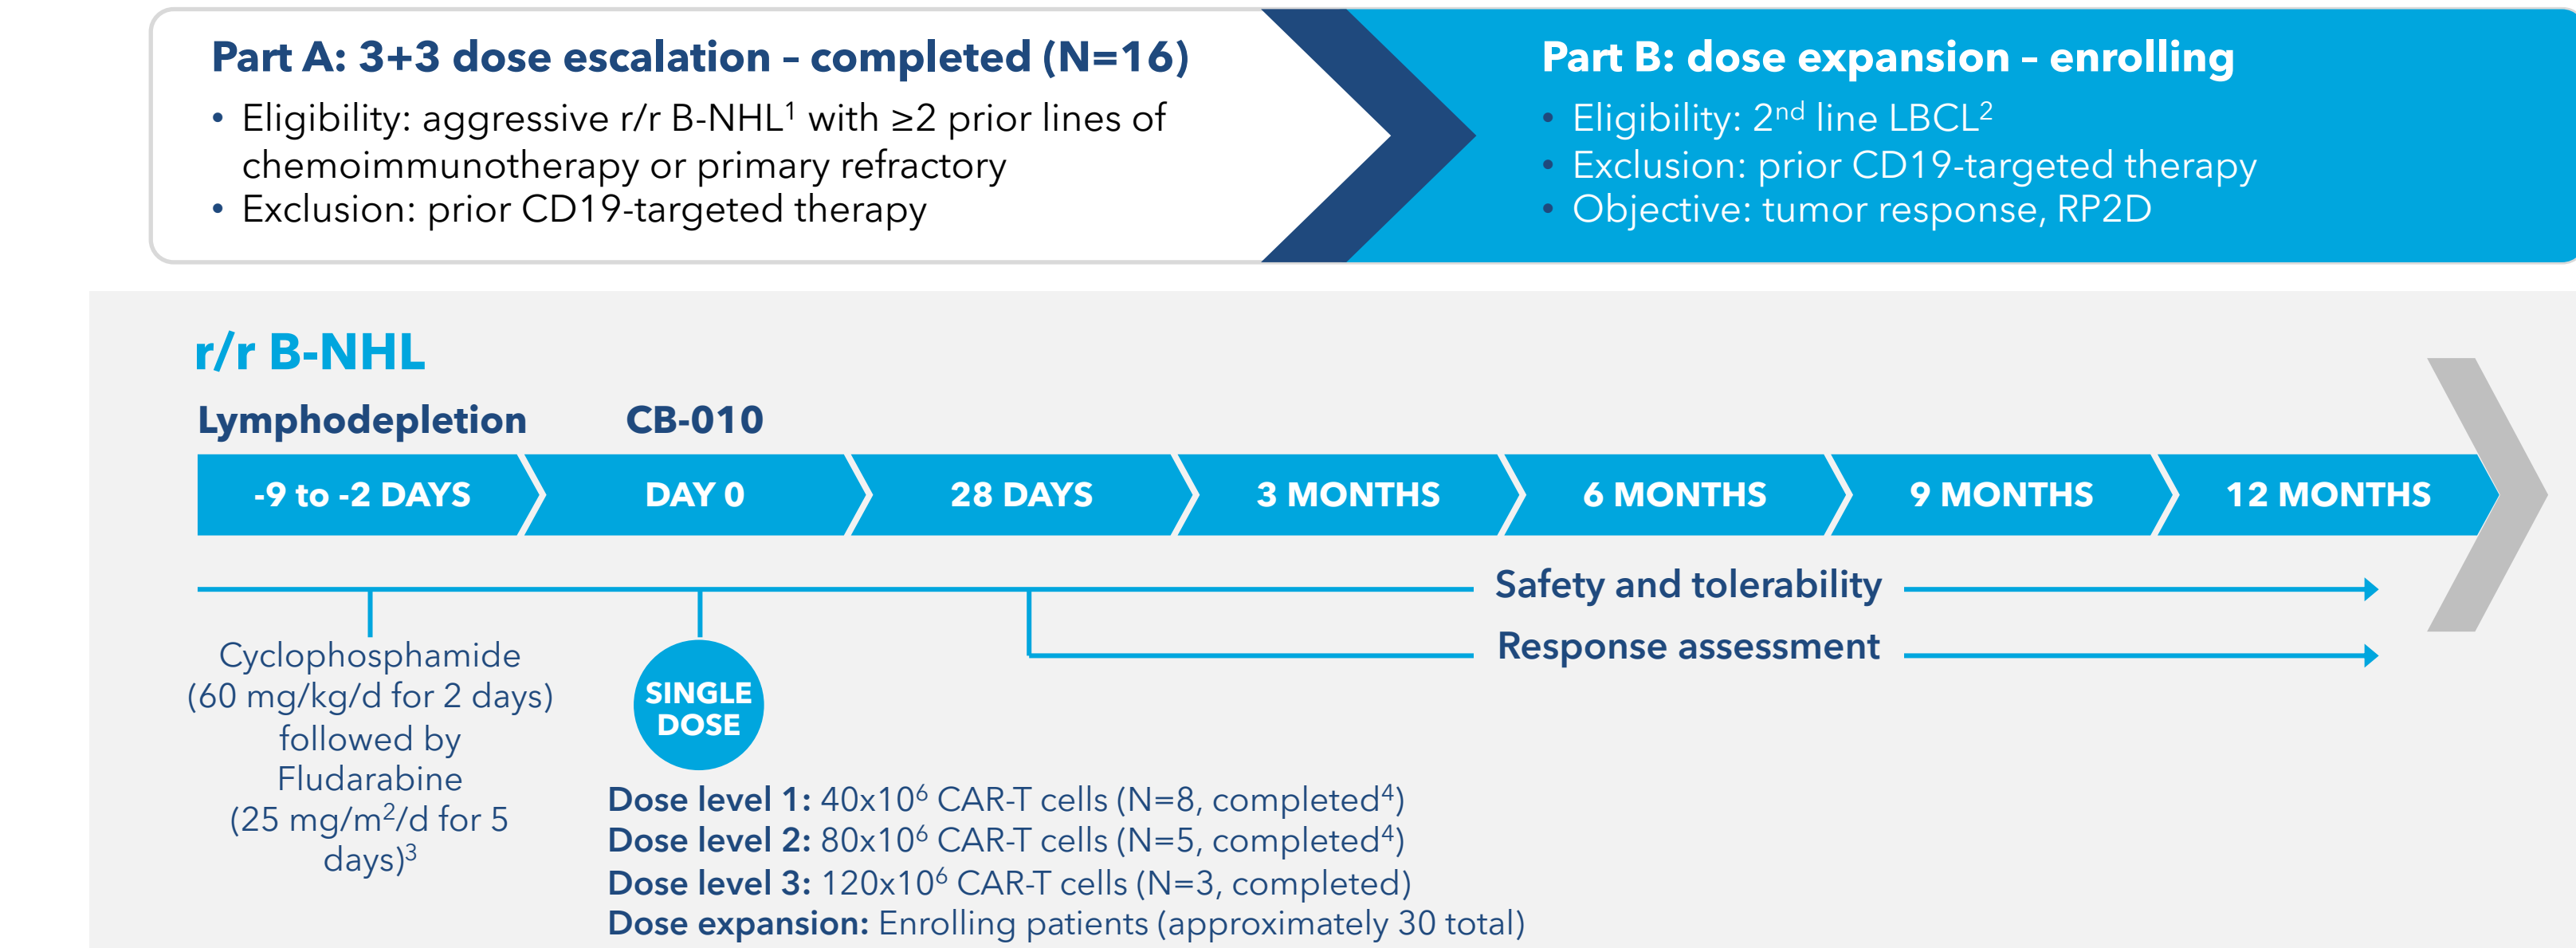 Part A: 3+3 dose escalation – completed (N=16)
• Eligibility: aggressive r/r B-NHL¹ with ≥2 prior lines of
chemoimmunotherapy or primary refractory
• Exclusion: prior CD19-targeted therapy
Part B: dose expansion – enrolling
• Eligibility: 2ⁿᵈ line LBCL²
• Exclusion: prior CD19-targeted therapy
• Objective: tumor response, RP2D
r/r B-NHL
Lymphodepletion
CB-010
-9 to -2 DAYS
DAY 0
28 DAYS
3 MONTHS
6 MONTHS
9 MONTHS
12 MONTHS
Safety and tolerability
Response assessment
Cyclophosphamide
(60 mg/kg/d for 2 days)
followed by
Fludarabine
(25 mg/m²/d for 5
days)³
SINGLE
DOSE
Dose level 1: 40x10⁶ CAR-T cells (N=8, completed⁴)
Dose level 2: 80x10⁶ CAR-T cells (N=5, completed⁴)
Dose level 3: 120x10⁶ CAR-T cells (N=3, completed)
Dose expansion: Enrolling patients (approximately 30 total)